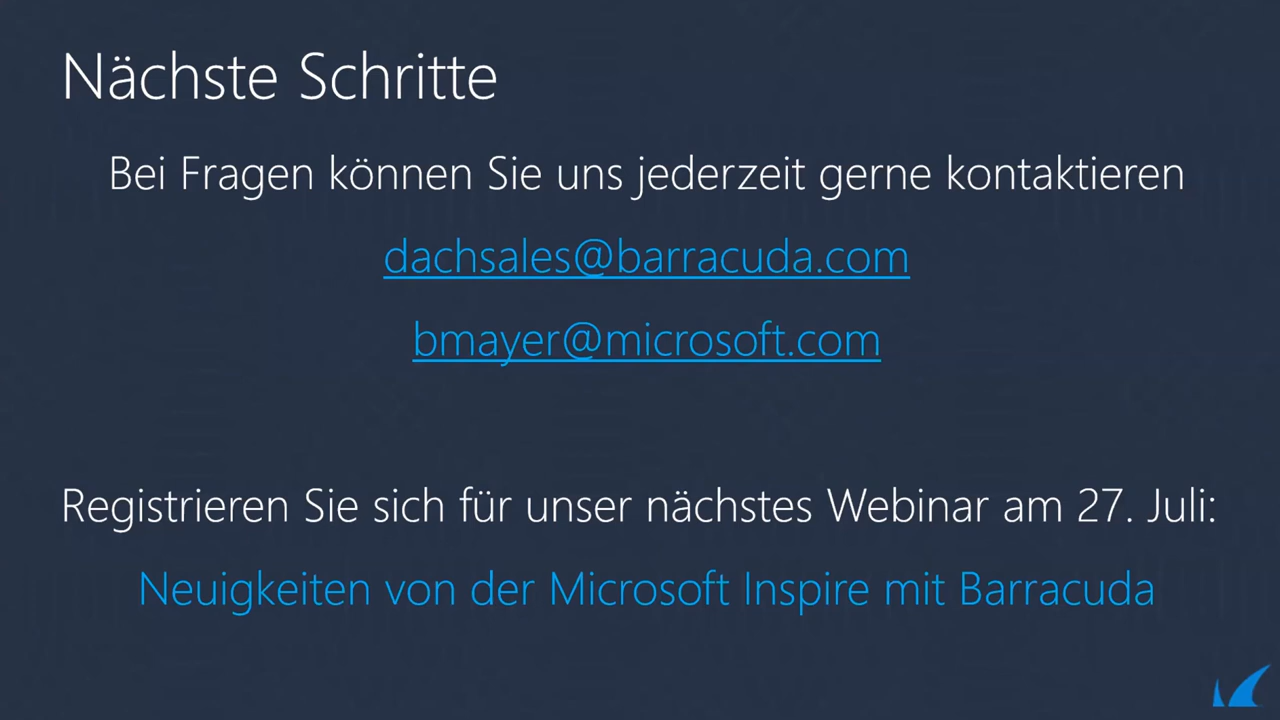 Nächste Schritte
Bei Fragen können Sie uns jederzeit gerne kontaktieren
dachsales@barracuda.com
bmayer@microsoft.com
Registrieren Sie sich für unser nächstes Webinar am 27. Juli:
Neuigkeiten von der Microsoft Inspire mit Barracuda